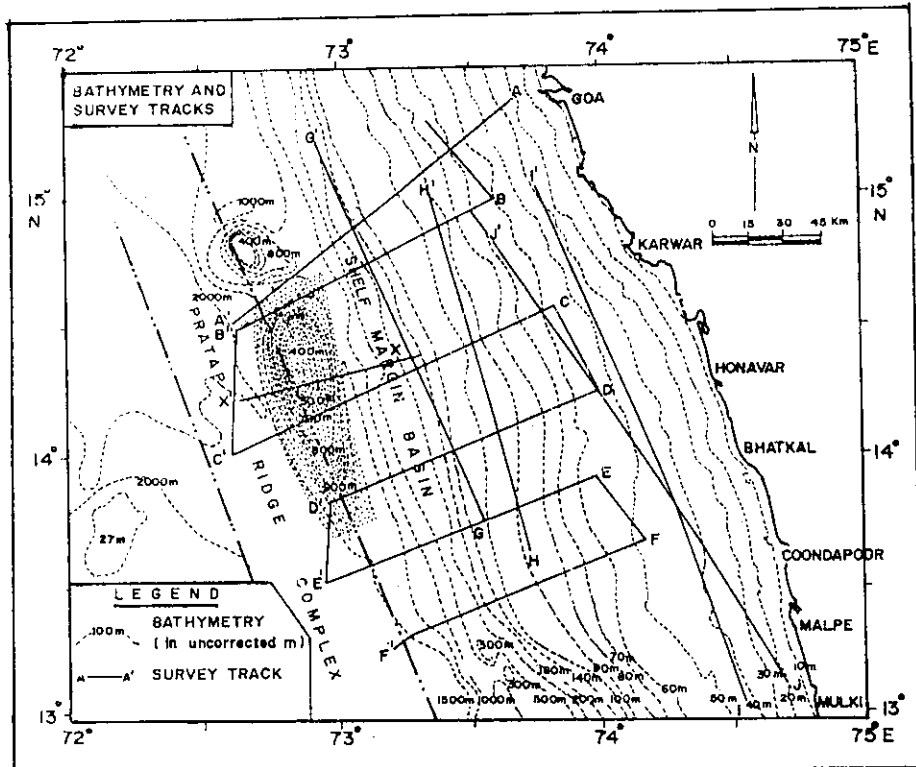 72°
73°
74°
75°E
BATHYMETRY AND
SURVEY TRACKS
A
GOA
G
N
1000m
H'
I'
15°
N
B
15°
N
0 15 30 45 Km
400m
800m
J'
KARWAR
2000m
SHELF
A'
B'
C
PRATAP
400m
X
MARGIN
HONAVAR
X
D
BASIN
BHATKAL
14°
C'
14°
800m
RIDGE
2000m
E
D'
27m
G
F
COONDAPOOR
H
E'
LEGEND
COMPLEX
BATHYMETRY
100m
(in uncorrected m)
MALPE
F'
A A' SURVEY TRACK
300m
70m
180m 90m
140m 80m
30m 10m
300m
60m
J
1500m 1000m 500m 200m 100m
50m 40m 20m
MULKI
13°
13°
72°
73°
74°
75°E